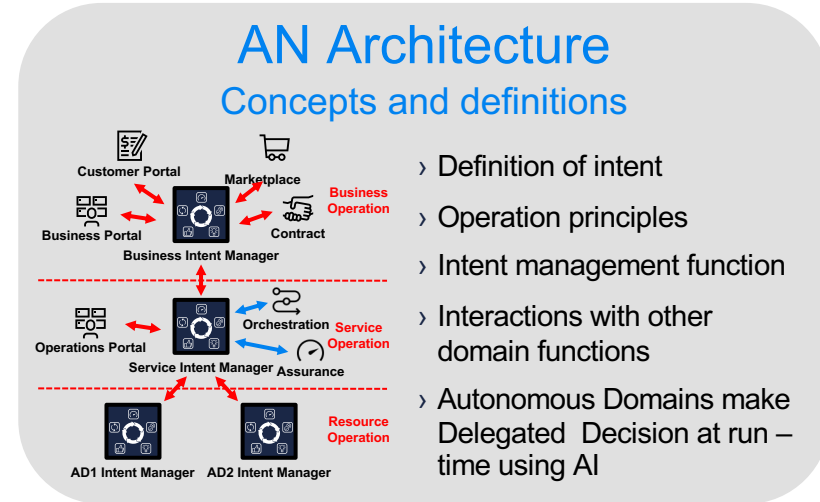 AN Architecture
Concepts and definitions
Customer Portal
Marketplace
Business
Operation
Business Portal
Contract
Business Intent Manager
Orchestration
Service
Operation
Operations Portal
Service Intent Manager
Assurance
Resource
Operation
AD1 Intent Manager
AD2 Intent Manager
› Definition of intent
› Operation principles
› Intent management function
› Interactions with other
domain functions
› Autonomous Domains make
Delegated Decision at run –
time using AI